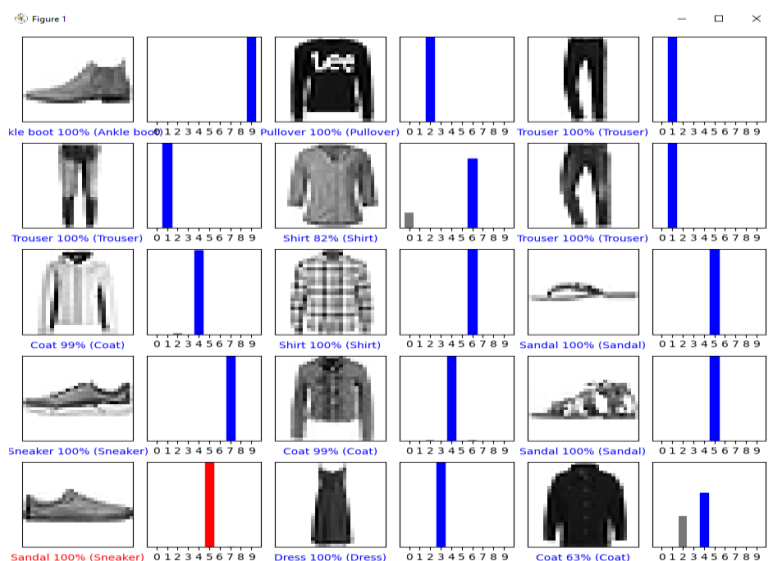 Figure 1
Lee
kle boot 100% (Ankle boot)
0 1 2 3 4 5 6 7 8 9
Pullover 100% (Pullover)
0 1 2 3 4 5 6 7 8 9
Trouser 100% (Trouser)
0 1 2 3 4 5 6 7 8 9
Trouser 100% (Trouser)
0 1 2 3 4 5 6 7 8 9
Shirt 82% (Shirt)
0 1 2 3 4 5 6 7 8 9
Trouser 100% (Trouser)
0 1 2 3 4 5 6 7 8 9
Coat 99% (Coat)
0 1 2 3 4 5 6 7 8 9
Shirt 100% (Shirt)
0 1 2 3 4 5 6 7 8 9
Sandal 100% (Sandal)
0 1 2 3 4 5 6 7 8 9
Sneaker 100% (Sneaker)
0 1 2 3 4 5 6 7 8 9
Coat 99% (Coat)
0 1 2 3 4 5 6 7 8 9
Sandal 100% (Sandal)
0 1 2 3 4 5 6 7 8 9
Sandal 100% (Sneaker)
0 1 2 3 4 5 6 7 8 9
Dress 100% (Dress)
0 1 2 3 4 5 6 7 8 9
Coat 63% (Coat)
0 1 2 3 4 5 6 7 8 9